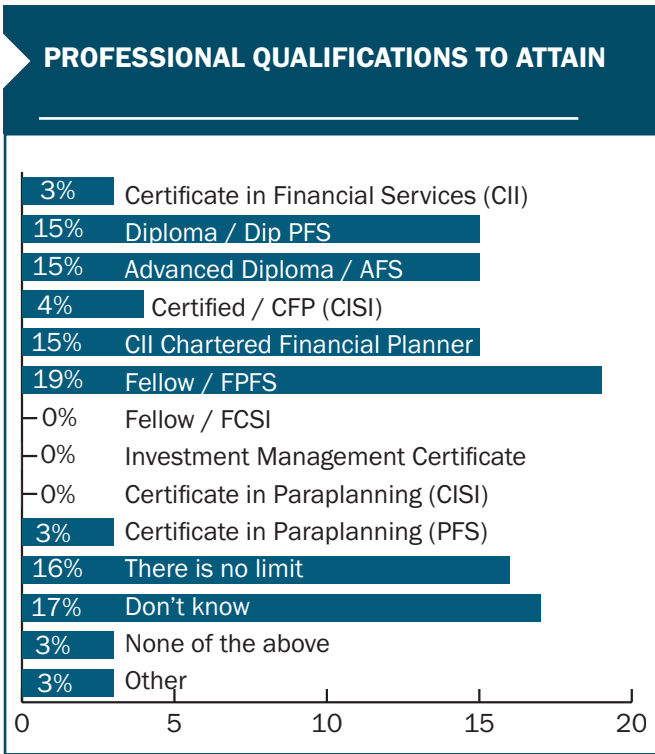 PROFESSIONAL QUALIFICATIONS TO ATTAIN
3% Certificate in Financial Services (CII)
15% Diploma / Dip PFS
15% Advanced Diploma / AFS
4% Certified / CFP (CISI)
15% CII Chartered Financial Planner
19% Fellow / FPFS
0% Fellow / FCSI
0% Investment Management Certificate
0% Certificate in Paraplanning (CISI)
3% Certificate in Paraplanning (PFS)
16% There is no limit
17% Don't know
3% None of the above
3% Other
0 5 10 15 20